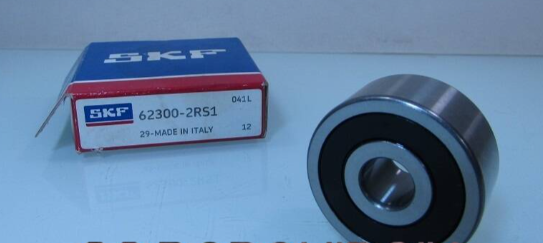 SKF
041L
SKF 62300-2RS1
29-MADE IN ITALY 12